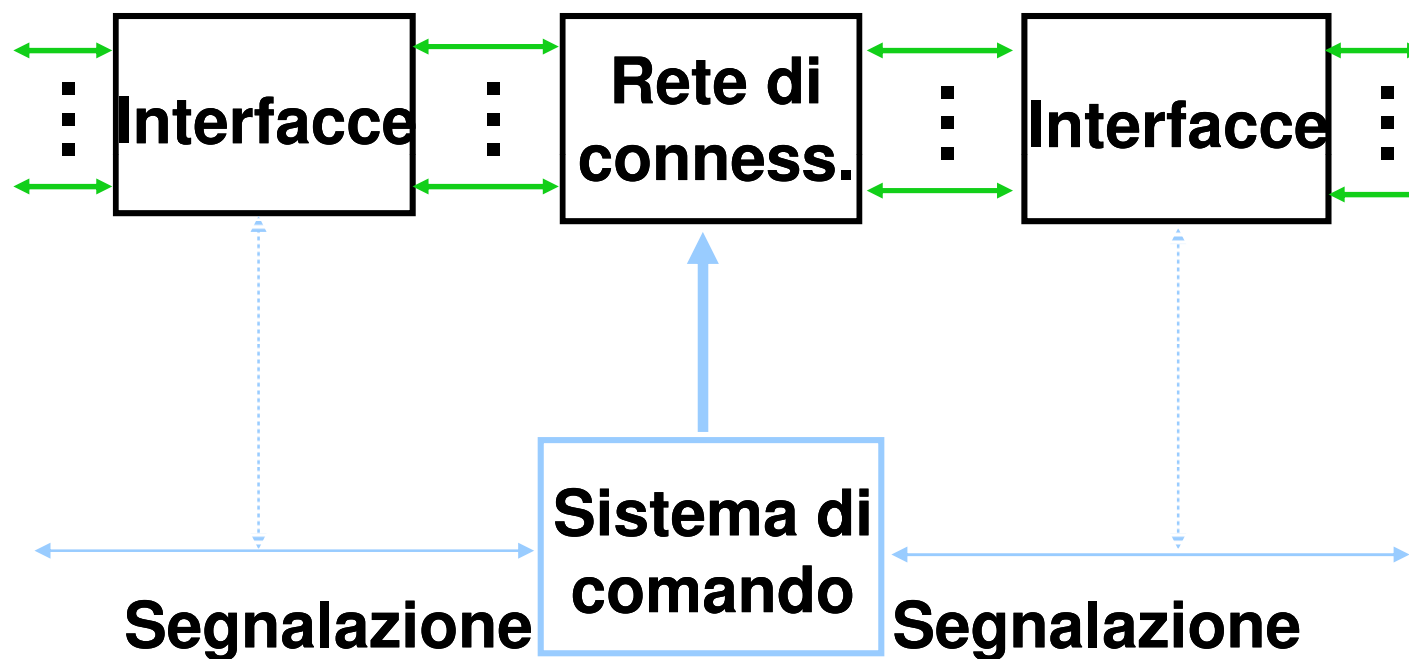 Interfacce
Rete di
conness.
Interfacce
Sistema di
comando
Segnalazione
Segnalazione